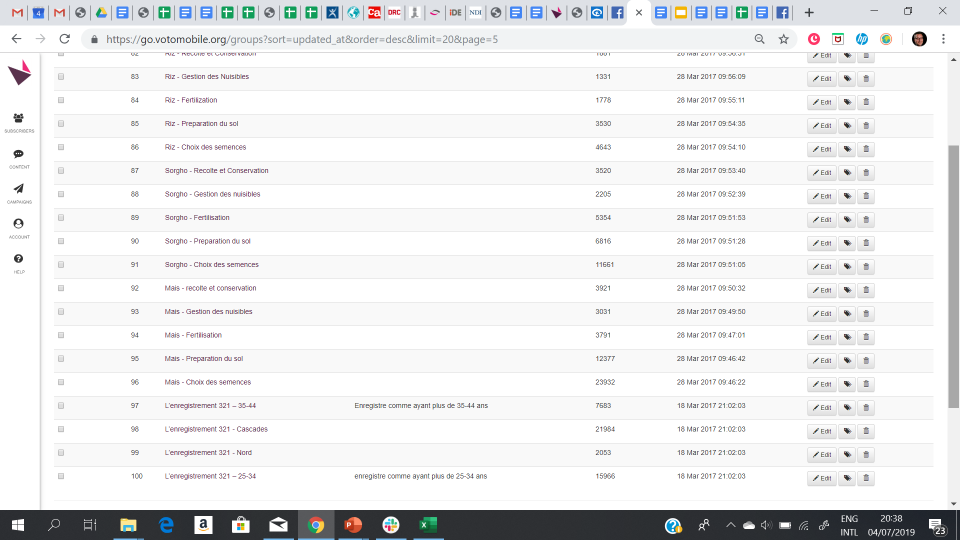 https://go.votomobile.org/groups?sort=updated_at&order=desc&limit=20&page=5
82 Riz - Recolte et Conservation 28 Mar 2017 09:56:31 Edit
83 Riz - Gestion des Nuisibles 1331 28 Mar 2017 09:56:09 Edit
84 Riz - Fertilization 1778 28 Mar 2017 09:55:11 Edit
85 Riz - Preparation du sol 3530 28 Mar 2017 09:54:35 Edit
86 Riz - Choix des semences 4643 28 Mar 2017 09:54:10 Edit
87 Sorgho - Recolte et Conservation 3520 28 Mar 2017 09:53:40 Edit
88 Sorgho - Gestion des nuisibles 2205 28 Mar 2017 09:52:39 Edit
89 Sorgho - Fertilisation 5354 28 Mar 2017 09:51:53 Edit
90 Sorgho - Preparation du sol 6816 28 Mar 2017 09:51:28 Edit
91 Sorgho - Choix des semences 11661 28 Mar 2017 09:51:05 Edit
92 Mais - recolte et conservation 3921 28 Mar 2017 09:50:32 Edit
93 Mais - Gestion des nuisibles 3031 28 Mar 2017 09:49:50 Edit
94 Mais - Fertilisation 3791 28 Mar 2017 09:47:01 Edit
95 Mais - Preparation du sol 12377 28 Mar 2017 09:46:42 Edit
96 Mais - Choix des semences 23932 28 Mar 2017 09:46:22 Edit
97 L'enregistrement 321 – 35-44 Enregistre comme ayant plus de 35-44 ans 7683 18 Mar 2017 21:02:03 Edit
98 L'enregistrement 321 - Cascades 21984 18 Mar 2017 21:02:03 Edit
99 L'enregistrement 321 - Nord 2053 18 Mar 2017 21:02:03 Edit
100 L'enregistrement 321 – 25-34 enregistre comme ayant plus de 25-34 ans 15966 18 Mar 2017 21:02:03 Edit
SUBSCRIBERS
CONTENT
CAMPAIGNS
ACCOUNT
HELP
ENG 20:38
INTL 04/07/2019 23